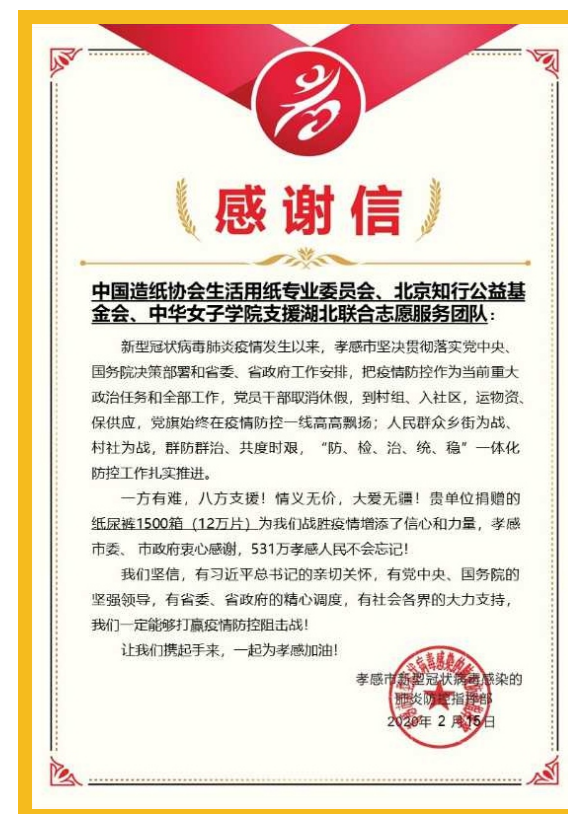 感谢信
中国造纸协会生活用纸专业委员会、北京知行公益基
金会、中华女子学院支援湖北联合志愿服务团队：
新型冠状病毒肺炎疫情发生以来，孝感市坚决贯彻落实党中央、
国务院决策部署和省委、省政府工作安排，把疫情防控作为当前重大
政治任务和全部工作，党员干部取消休假，到村组、入社区，运物资、
保供应，党旗始终在疫情防控一线高高飘扬；人民群众乡街为战、
村社为战，群防群治、共度时艰，“防、检、治、统、稳”一体化
防控工作扎实推进。
一方有难，八方支援！情义无价，大爱无疆！贵单位捐赠的
纸尿裤1500箱（12万片）为我们战胜疫情增添了信心和力量，孝感
市委、 市政府衷心感谢，531万孝感人民不会忘记！
我们坚信，有习近平总书记的亲切关怀，有党中央、国务院的
坚强领导，有省委、省政府的精心调度，有社会各界的大力支持，
我们一定能够打赢疫情防控阻击战！
让我们携起手来，一起为孝感加油！
孝感市新型冠状病毒感染的
肺炎防控指挥部
2020年 2 月 15日